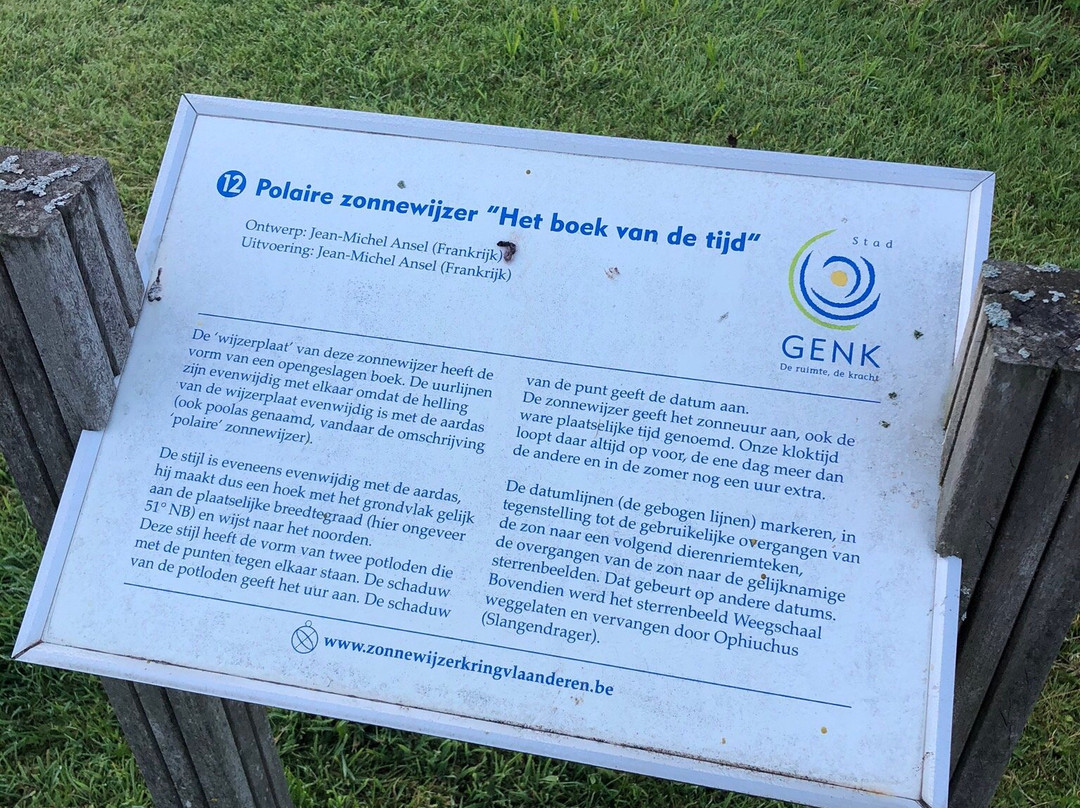 12 Polaire zonnewijzer "Het boek van de tijd"
Ontwerp: Jean-Michel Ansel (Frankrijk)
Uitvoering: Jean-Michel Ansel (Frankrijk)
Stad
GENK
De ruimte, de kracht
De 'wijzerplaat' van deze zonnewijzer heeft de
vorm van een opengeslagen boek. De uurlijnen
zijn evenwijdig met elkaar omdat de helling
van de wijzerplaat evenwijdig is met de aardas
(ook poolas genaamd, vandaar de omschrijving
'polaire' zonnewijzer).
De stijl is eveneens evenwijdig met de aardas,
hij maakt dus een hoek met het grondvlak gelijk
aan de plaatselijke breedtegraad (hier ongeveer
51° NB) en wijst naar het noorden.
Deze stijl heeft de vorm van twee potloden die
met de punten tegen elkaar staan. De schaduw
van de potloden geeft het uur aan. De schaduw
van de punt geeft de datum aan.
De zonnewijzer geeft het zonneuur aan, ook de
ware plaatselijke tijd genoemd. Onze kloktijd
loopt daar altijd op voor, de ene dag meer dan
de andere en in de zomer nog een uur extra.
De datumlijnen (de gebogen lijnen) markeren, in
tegenstelling tot de gebruikelijke overgangen van
de zon naar een volgend dierenriemteken,
de overgangen van de zon naar de gelijknamige
sterrenbeelden. Dat gebeurt op andere datums.
Bovendien werd het sterrenbeeld Weegschaal
weggelaten en vervangen door Ophiuchus
(Slangendrager).
www.zonnewijzerkringvlaanderen.be